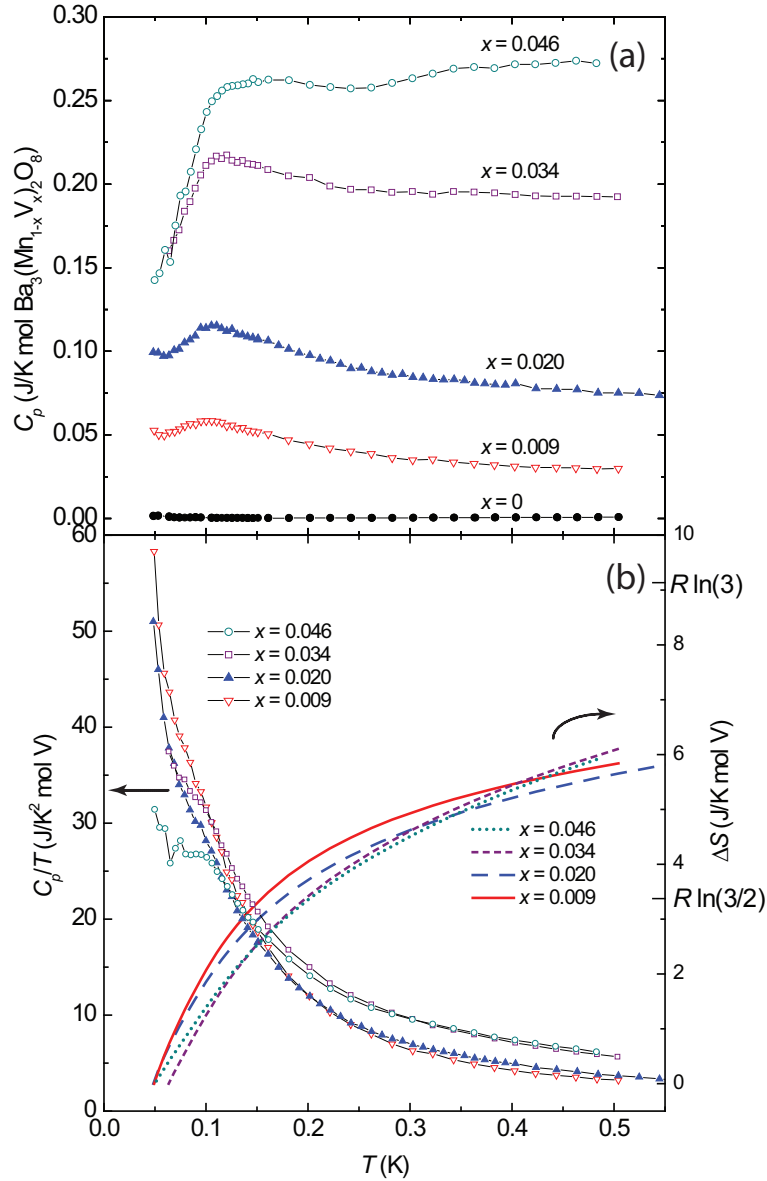 (a)
0.30
0.25
0.20
0.15
0.10
0.05
0.00
C_p (J/K mol Ba₃(Mn₁₋ₓVₓ)₂O₈)
x = 0.046
x = 0.034
x = 0.020
x = 0.009
x = 0
(b)
60
50
40
30
20
10
0
C_p/T (J/K² mol V)
x = 0.046
x = 0.034
x = 0.020
x = 0.009
10
R ln(3)
8
6
4
R ln(3/2)
2
0
ΔS (J/K mol V)
x = 0.046
x = 0.034
x = 0.020
x = 0.009
0.0 0.1 0.2 0.3 0.4 0.5
T (K)